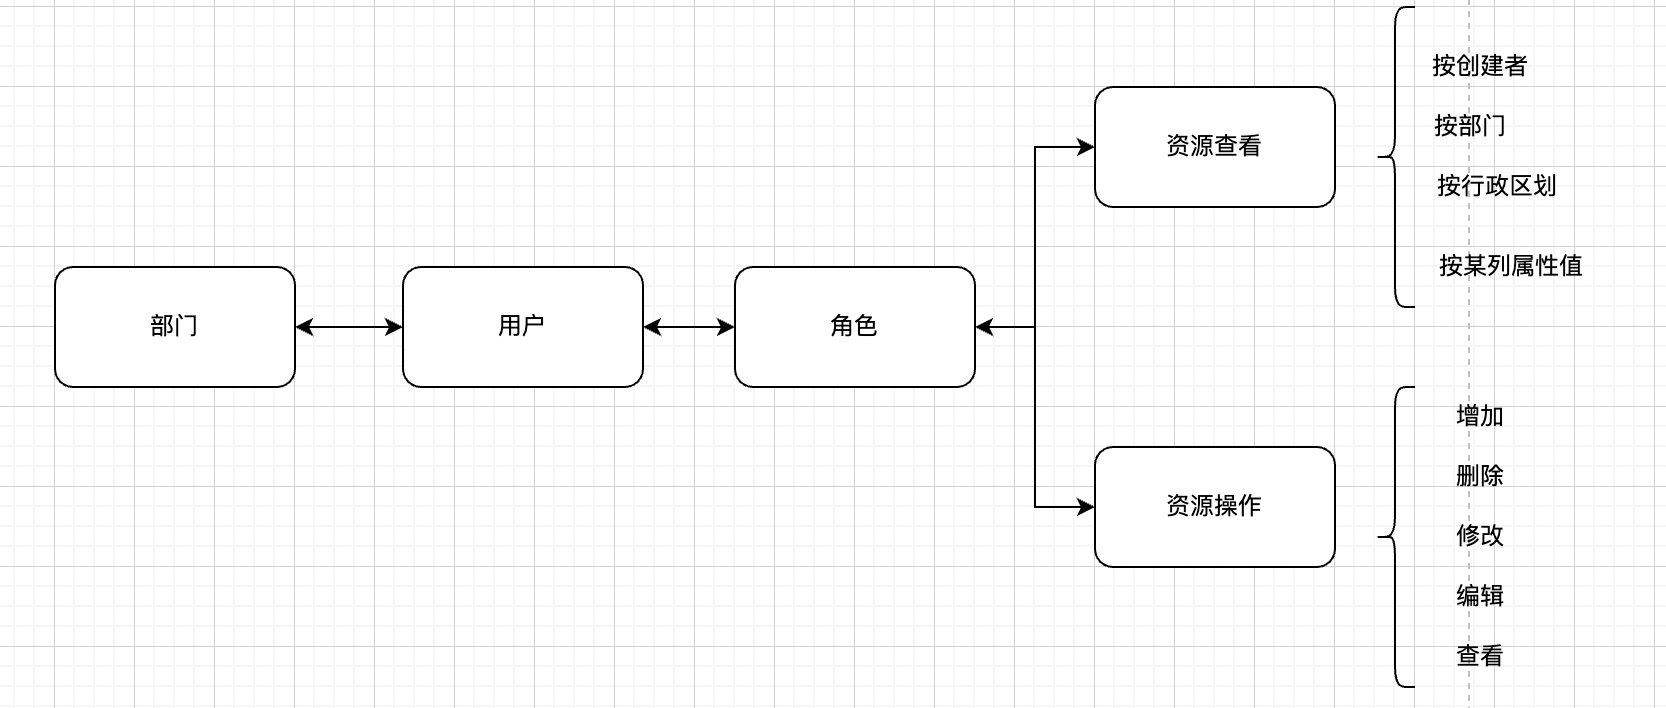 部门
用户
角色
资源查看
按创建者
按部门
按行政区划
按某列属性值
资源操作
增加
删除
修改
编辑
查看